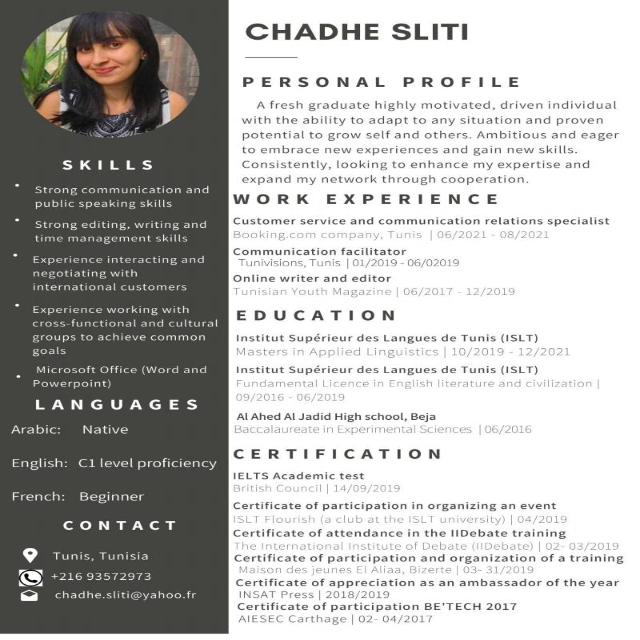 CHADHE SLITI
PERSONAL PROFILE
A fresh graduate highly motivated, driven individual
with the ability to adapt to any situation and proven
potential to grow self and others. Ambitious and eager
to embrace new experiences and gain new skills.
Consistently, looking to enhance my expertise and
expand my network through cooperation.
WORK EXPERIENCE
Customer service and communication relations specialist
Booking.com company, Tunis | 06/2021 - 08/2021
Communication facilitator
Tunivisions, Tunis | 01/2019 - 06/02019
Online writer and editor
Tunisian Youth Magazine | 06/2017 - 12/2019
EDUCATION
Institut Supérieur des Langues de Tunis (ISLT)
Masters in Applied Linguistics | 10/2019 - 12/2021
Institut Supérieur des Langues de Tunis (ISLT)
Fundamental Licence in English literature and civilization |
09/2016 - 06/2019
Al Ahed Al Jadid High school, Beja
Baccalaureate in Experimental Sciences | 06/2016
CERTIFICATION
IELTS Academic test
British Council | 14/09/2019
Certificate of participation in organizing an event
ISLT Flourish (a club at the ISLT university) | 04/2019
Certificate of attendance in the IIDebate training
The International Institute of Debate (IIDebate) | 02- 03/2019
Certificate of participation and organization of a training
Maison des jeunes El Aliaa, Bizerte | 03- 31/2019
Certificate of appreciation as an ambassador of the year
INSAT Press | 2018/2019
Certificate of participation BE'TECH 2017
AIESEC Carthage | 02- 04/2017
SKILLS
• Strong communication and
public speaking skills
• Strong editing, writing and
time management skills
• Experience interacting and
negotiating with
international customers
• Experience working with
cross-functional and cultural
groups to achieve common
goals
• Microsoft Office (Word and
Powerpoint)
LANGUAGES
Arabic: Native
English: C1 level proficiency
French: Beginner
CONTACT
Tunis, Tunisia
+216 93572973
chadhe.sliti@yahoo.fr